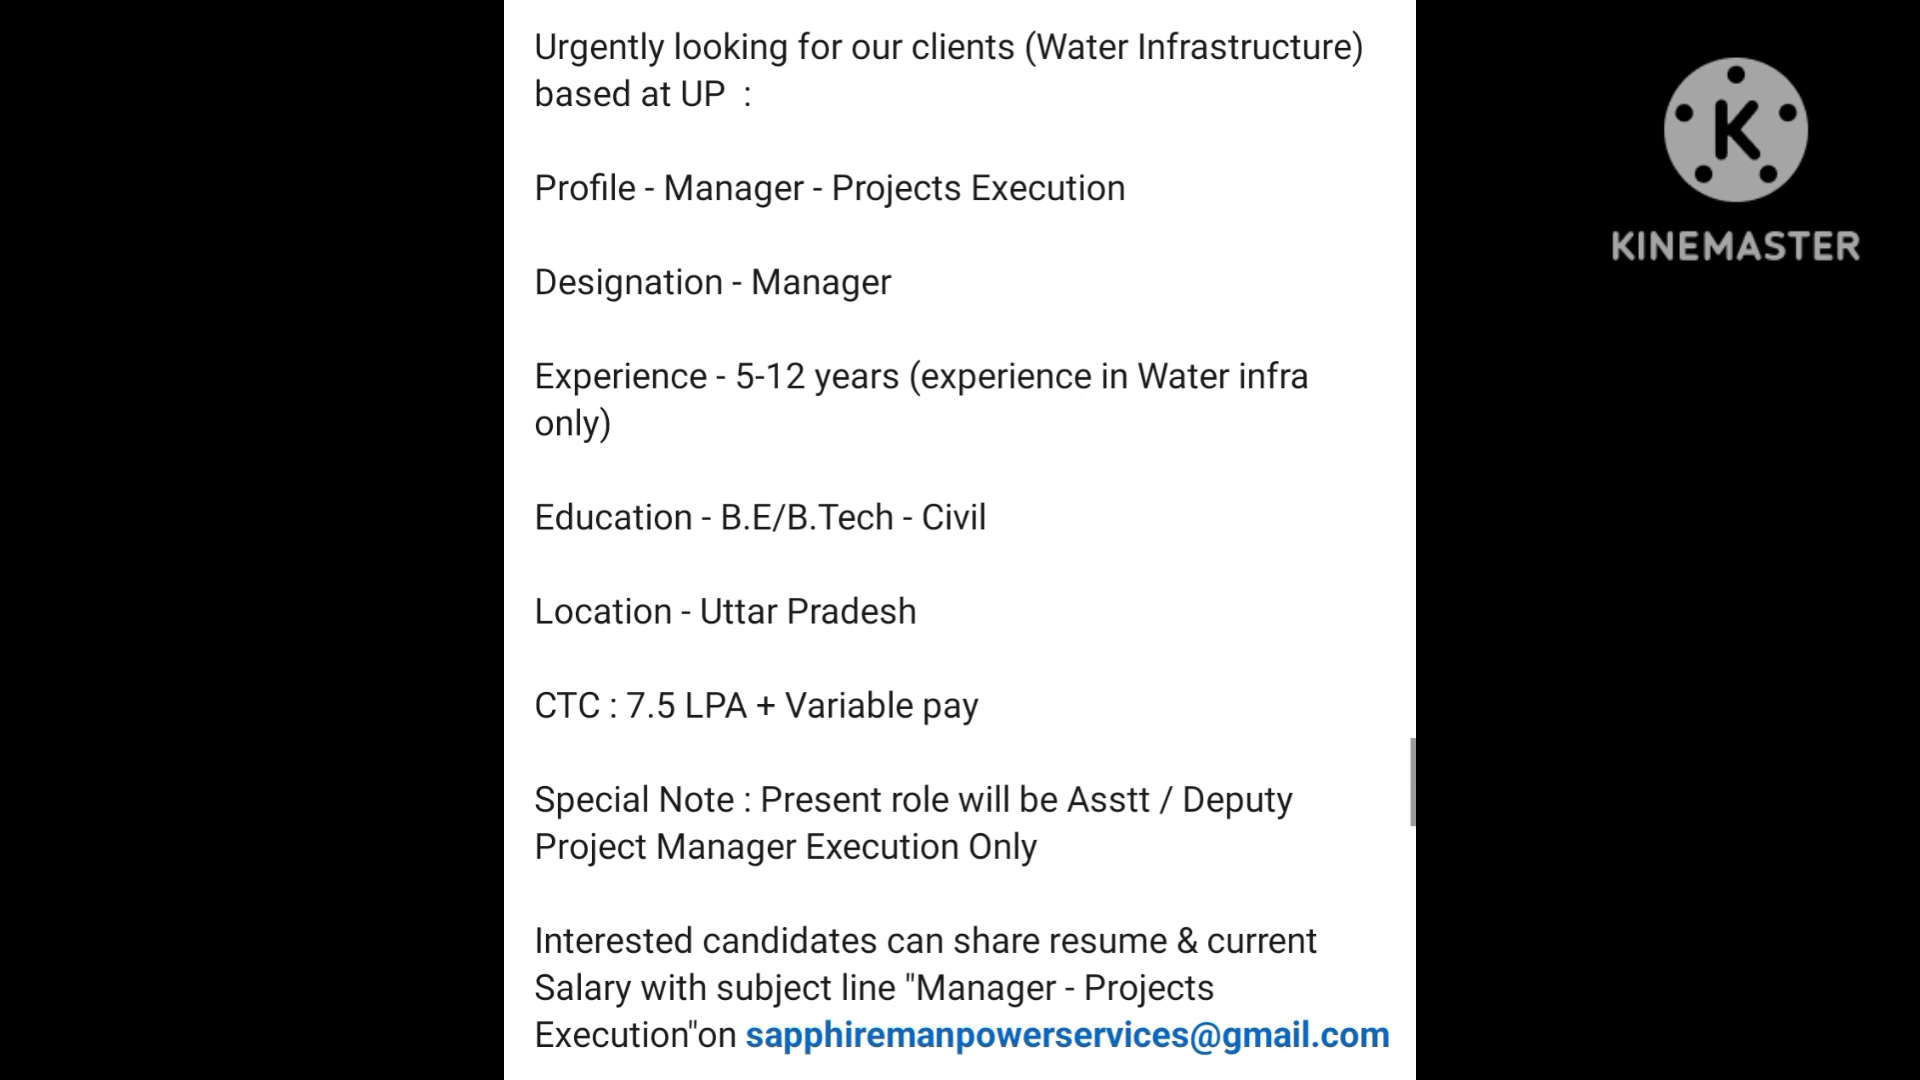 Urgently looking for our clients (Water Infrastructure)
based at UP :
Profile - Manager - Projects Execution
Designation - Manager
Experience - 5-12 years (experience in Water infra
only)
Education - B.E/B.Tech - Civil
Location - Uttar Pradesh
CTC : 7.5 LPA + Variable pay
Special Note : Present role will be Asstt / Deputy
Project Manager Execution Only
Interested candidates can share resume & current
Salary with subject line "Manager - Projects
Execution"on sapphiremanpowerservices@gmail.com
K
KINEMASTER